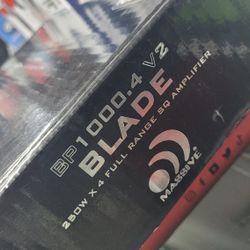 BP1000.4 V2
BLADE
250W X 4 FULL RANGE SQ AMPLIFIER
MASSIVE